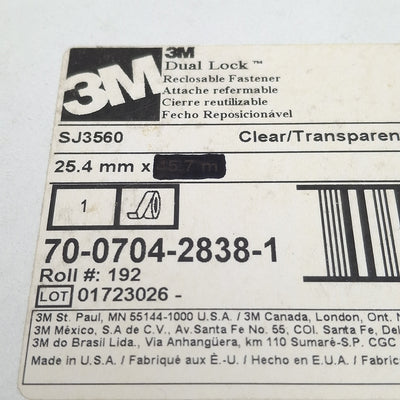 3M
3M
Dual Lock™
Reclosable Fastener
Attache refermable
Cierre reutilizable
Fecho Reposicionável
SJ3560 Clear/Transparen
25.4 mm x
1
70-0704-2838-1
Roll #: 192
LOT 01723026 -
3M St. Paul, MN 55144-1000 U.S.A. / 3M Canada, London, Ont. N
3M México, S.A de C.V., Av.Santa Fe No. 55, COl. Santa Fe, Del
3M do Brasil Ltda., Via Anhangüera, km 110 Sumaré-S.P. CGC
Made in U.S.A. / Fabriqué aux É.-U. / Hecho en E.U.A. / Fabric